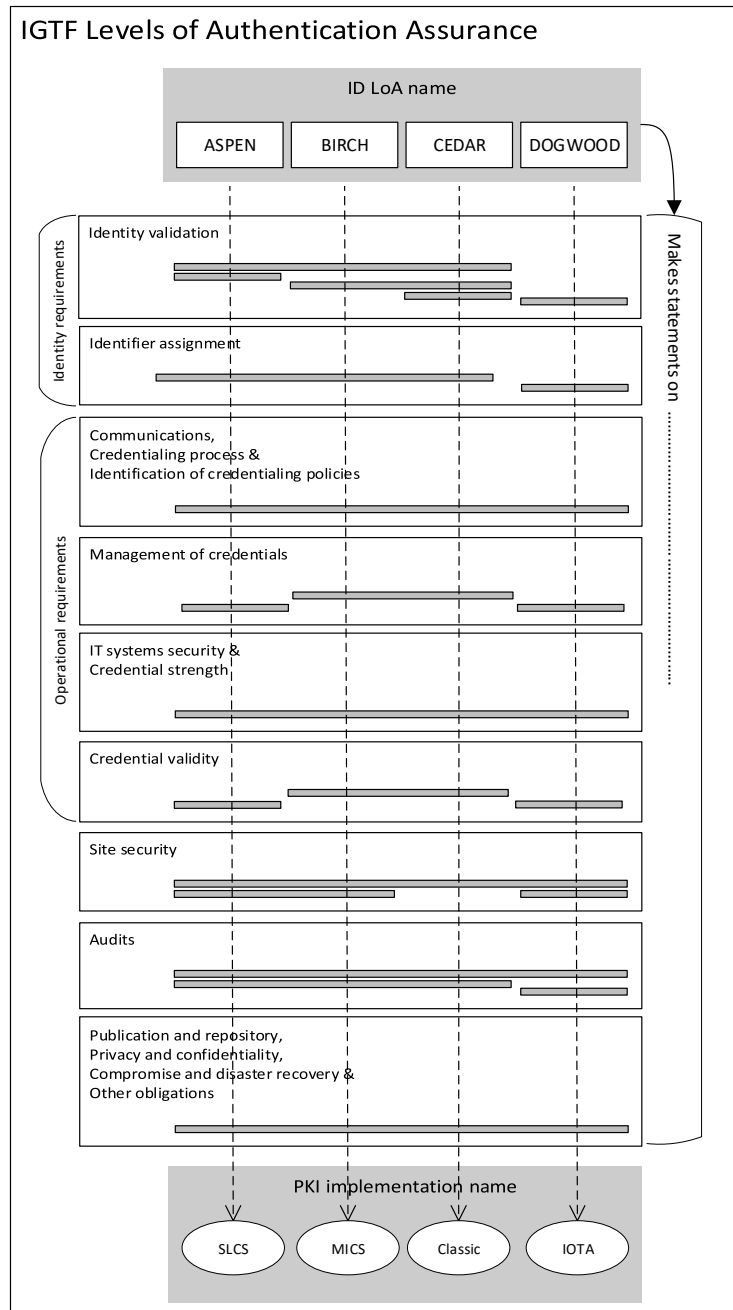 IGTF Levels of Authentication Assurance
ID LoA name
ASPEN
BIRCH
CEDAR
DOGWOOD
Makes statements on
Identity requirements
Identity validation
Identifier assignment
Operational requirements
Communications,
Credentialing process &
Identification of credentialing policies
Management of credentials
IT systems security &
Credential strength
Credential validity
Site security
Audits
Publication and repository,
Privacy and confidentiality,
Compromise and disaster recovery &
Other obligations
PKI implementation name
SLCS
MICS
Classic
IOTA